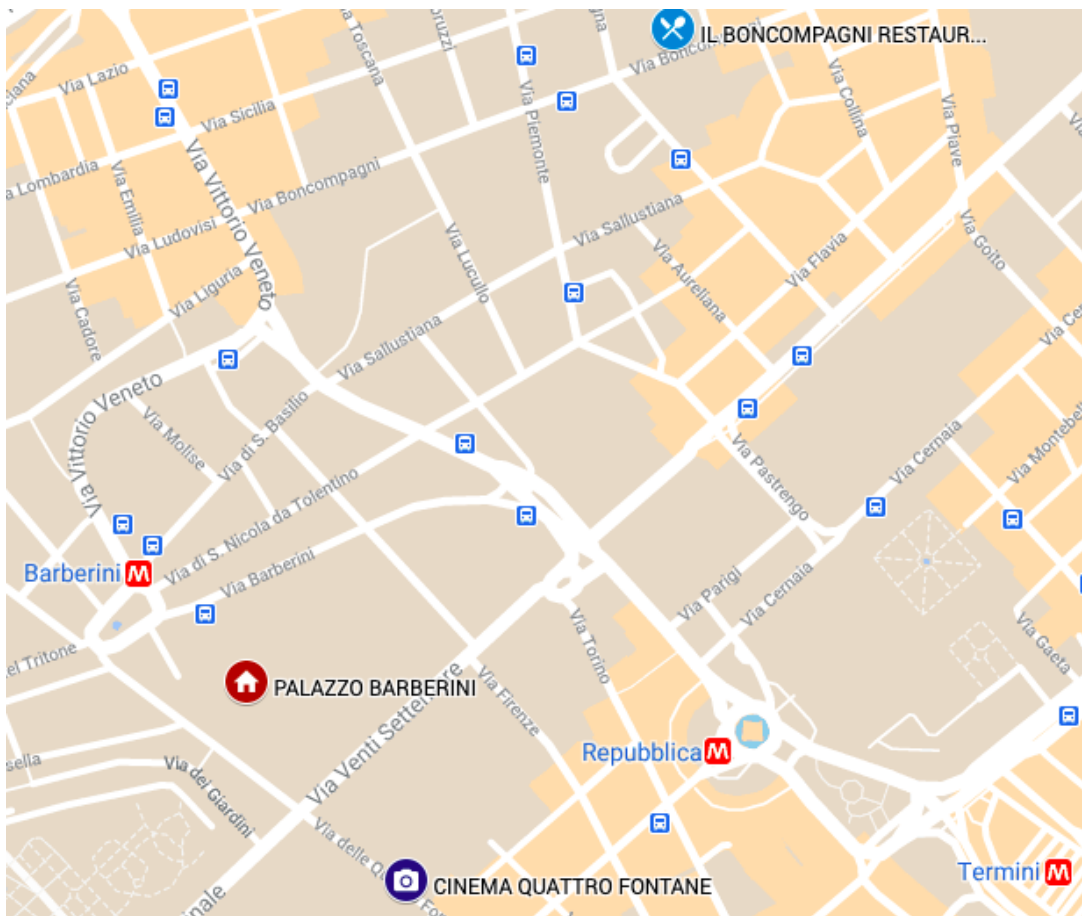 IL BONCOMPAGNI RESTAUR...
Via Toscana
Via Lazio
Via Boncompagni
Via Sicilia
Via Piemonte
Via Collina
Via Piave
Via Lombardia
Via Emilia
Via Vittorio Veneto
Via Boncompagni
Via Ludovisi
Via Sallustiana
Via Lucullo
Via Goito
Via Flavia
Via Aureliana
Via Liguria
Via Cadore
Via Sallustiana
Via Vittorio Veneto
Via Molise
Via di S. Basilio
Via Cernaia
Via Pastrengo
Via di S. Nicola da Tolentino
Barberini
Via Barberini
Via Parigi
Via Cernaia
Via Torino
Via Gaeta
el Tritone
PALAZZO BARBERINI
Via Firenze
Via Venti Settembre
Repubblica
sella
Via dei Giardini
Termini
CINEMA QUATTRO FONTANE